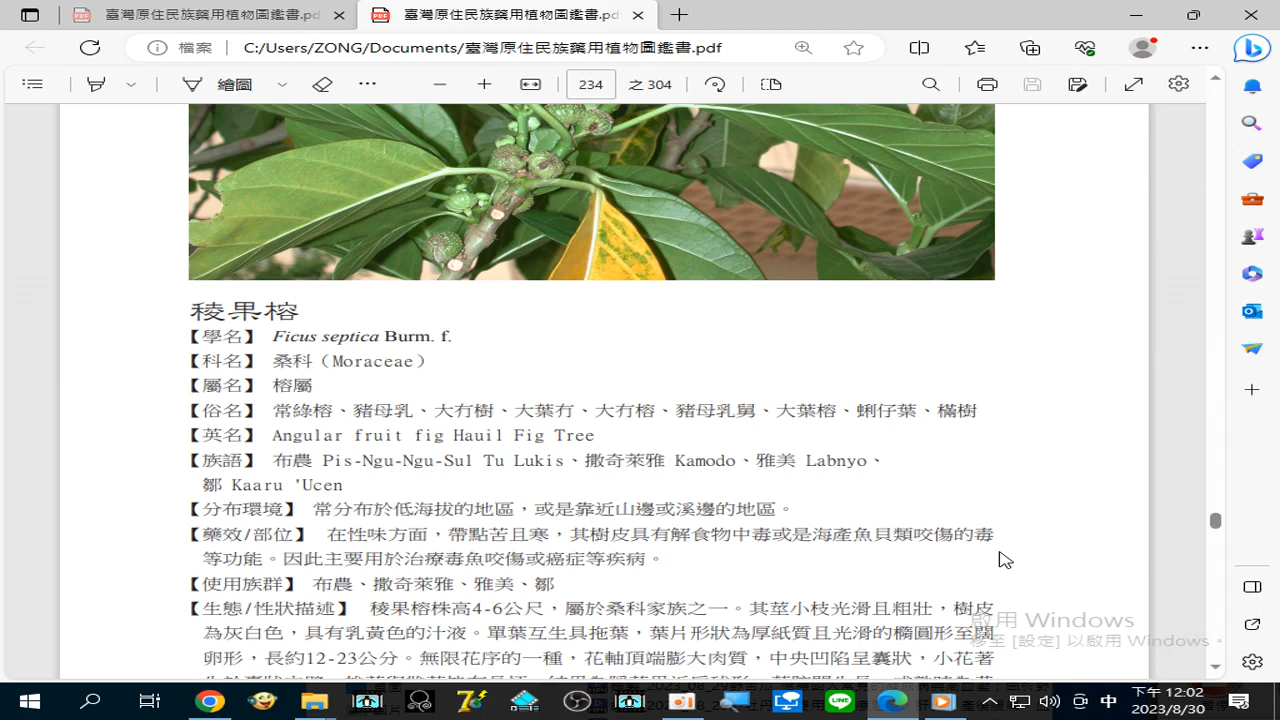 臺灣原住民族藥用植物圖鑑書.pd
臺灣原住民族藥用植物圖鑑書.pdf
檔案
C:/Users/ZONG/Documents/臺灣原住民族藥用植物圖鑑書.pdf
繪圖
234 之 304
稜果榕
【學名】 Ficus septica Burm. f.
【科名】 桑科（Moraceae）
【屬名】 榕屬
【俗名】 常綠榕、豬母乳、大冇樹、大葉冇、大冇榕、豬母乳舅、大葉榕、蜊仔葉、橫樹
【英名】 Angular fruit fig Hauil Fig Tree
【族語】 布農 Pis-Ngu-Ngu-Sul Tu Lukis、撒奇萊雅 Kamodo、雅美 Labnyo、
鄒 Kaaru 'Ucen
【分布環境】 常分布於低海拔的地區，或是靠近山邊或溪邊的地區。
【藥效/部位】 在性味方面，帶點苦且寒，其樹皮具有解食物中毒或是海產魚貝類咬傷的毒
等功能。因此主要用於治療毒魚咬傷或癌症等疾病。
【使用族群】 布農、撒奇萊雅、雅美、鄒
【生態/性狀描述】 稜果榕株高4-6公尺，屬於桑科家族之一。其莖小枝光滑且粗壯，樹皮
為灰白色，具有乳黃色的汁液。單葉互生具拖葉，葉片形狀為厚紙質且光滑的橢圓形至闊
卵形，長約12-23公分。無限花序的一種，花軸頂端膨大肉質，中央凹陷呈囊狀，小花著
啟用 Windows
移至 [設定] 以啟用 Windows。
中
下午 12:02
2023/8/30